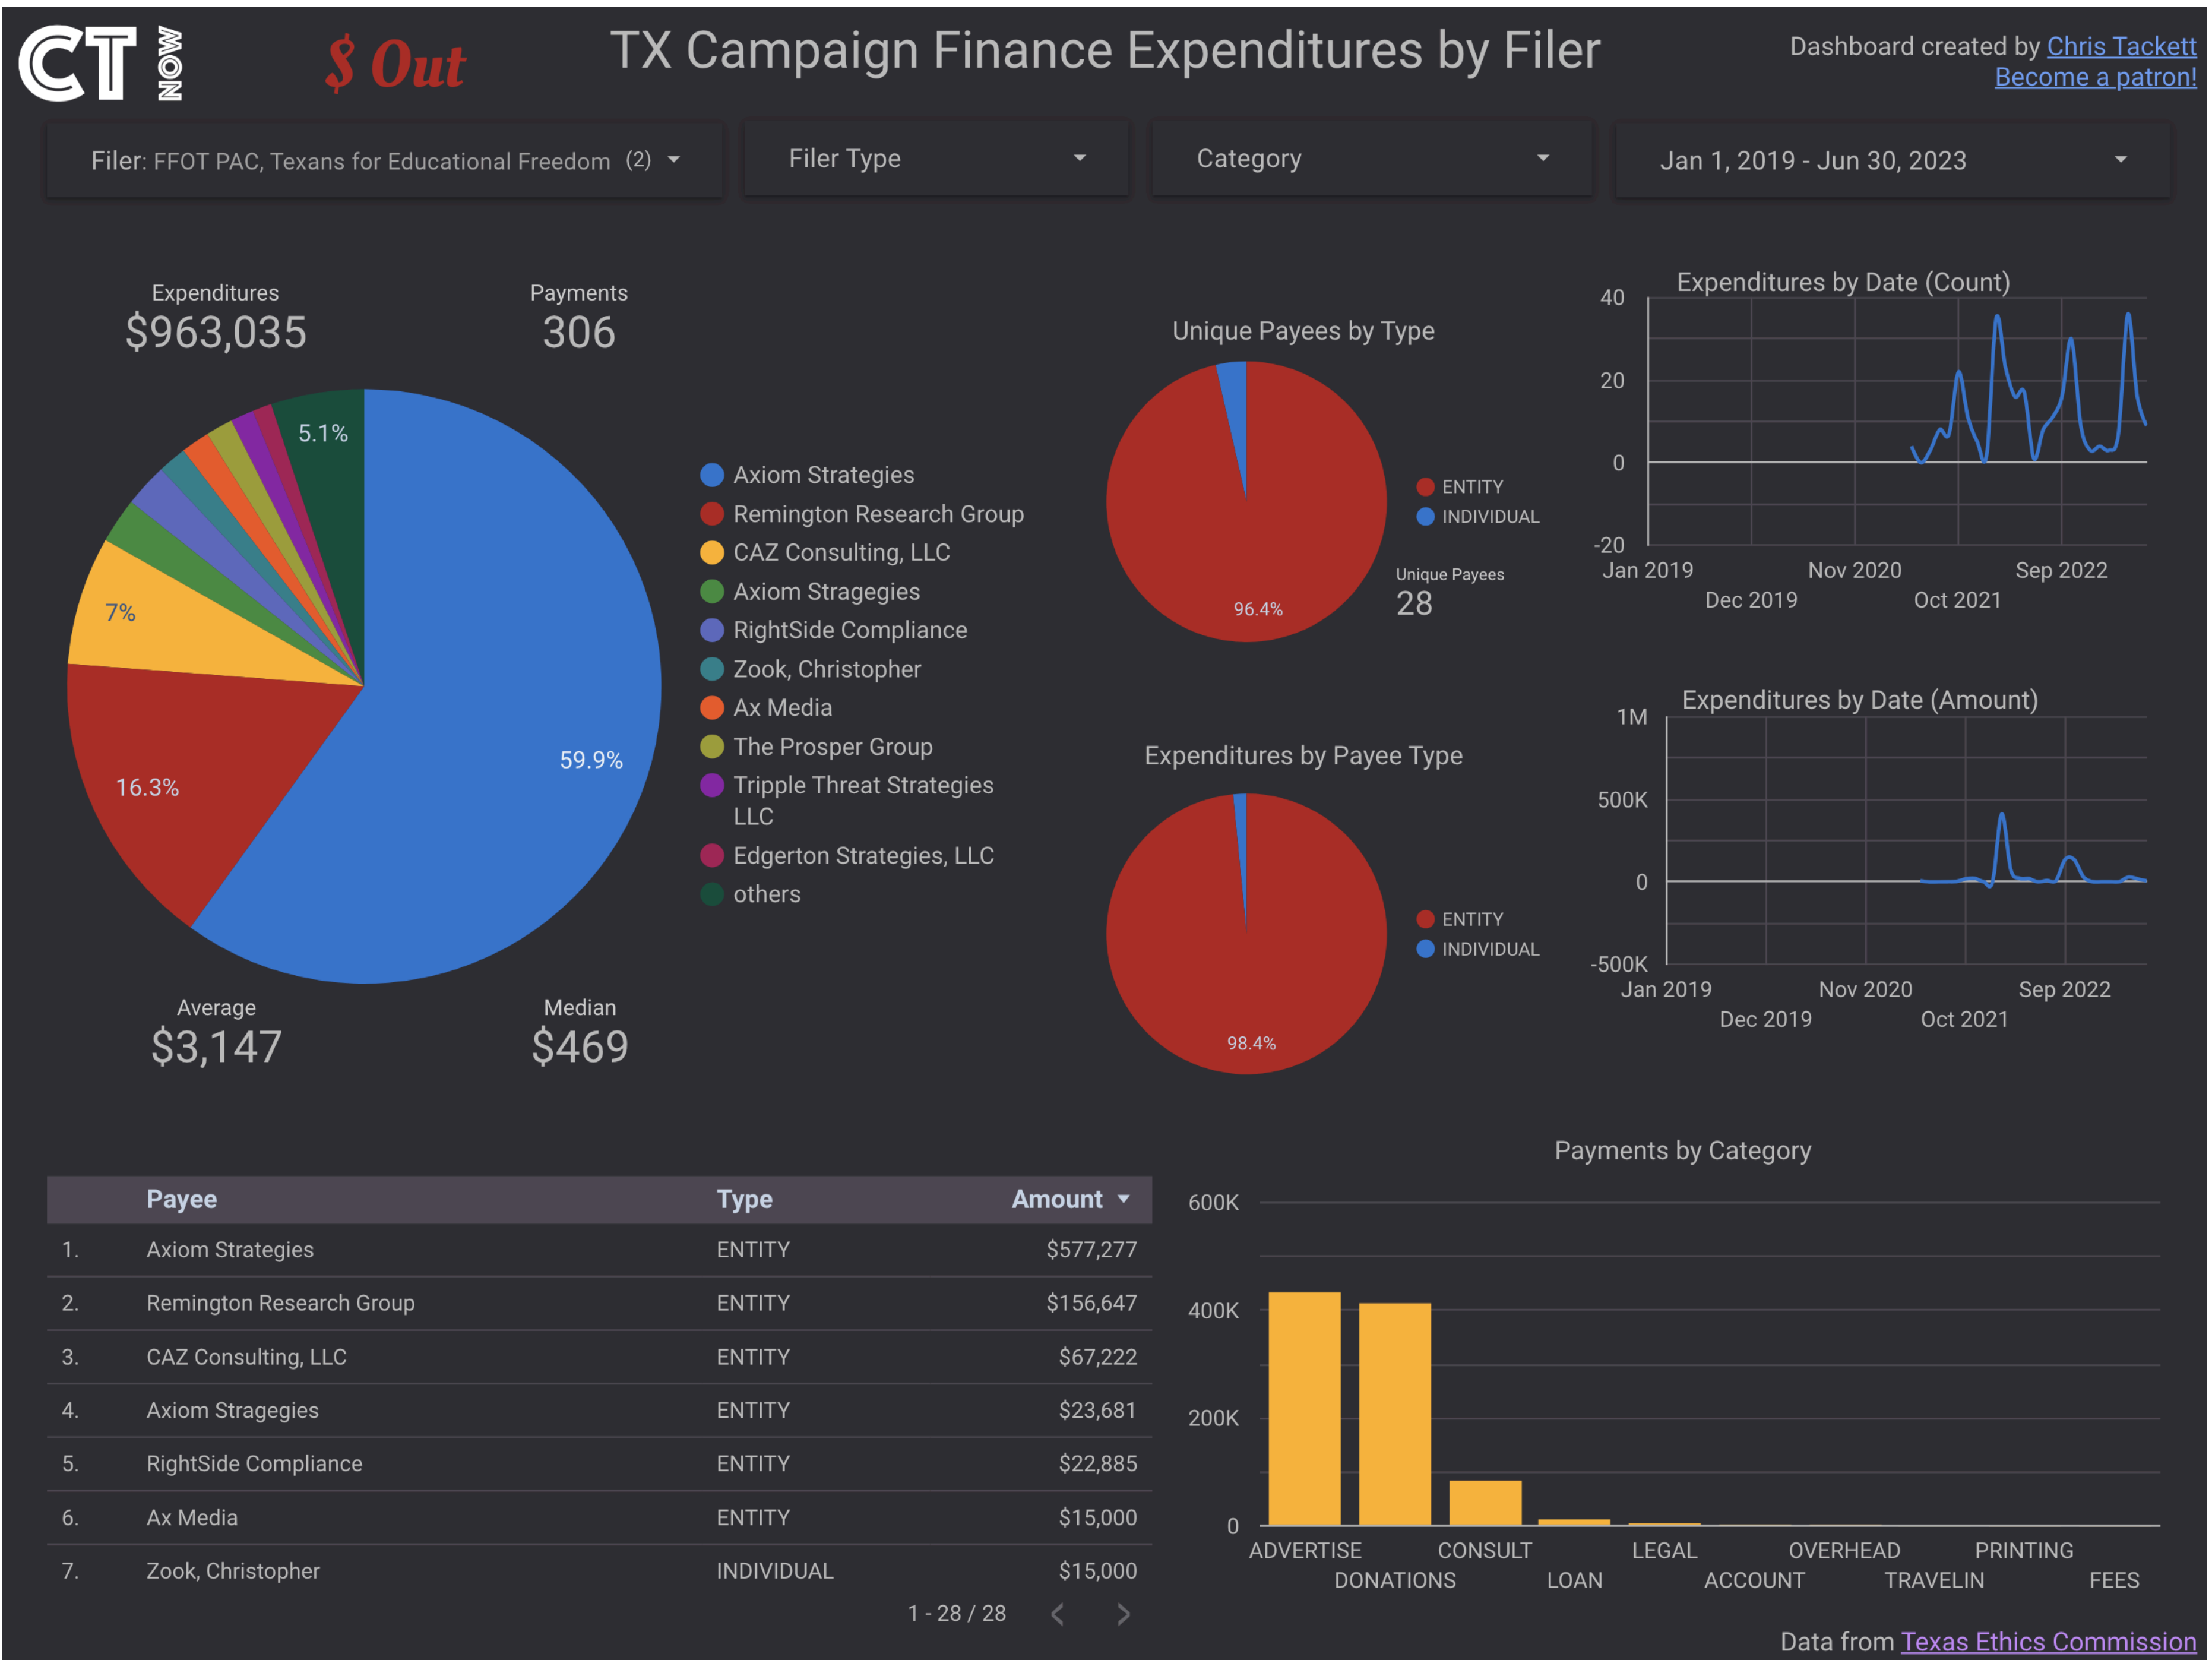 CT NOW
$ Out
TX Campaign Finance Expenditures by Filer
Dashboard created by Chris Tackett
Become a patron!
Filer: FFOT PAC, Texans for Educational Freedom (2)
Filer Type
Category
Jan 1, 2019 - Jun 30, 2023
Expenditures
$963,035
Payments
306
5.1%
7%
16.3%
59.9%
Axiom Strategies
Remington Research Group
CAZ Consulting, LLC
Axiom Stragegies
RightSide Compliance
Zook, Christopher
Ax Media
The Prosper Group
Tripple Threat Strategies
LLC
Edgerton Strategies, LLC
others
Average
$3,147
Median
$469
Unique Payees by Type
96.4%
ENTITY
INDIVIDUAL
Unique Payees
28
Expenditures by Payee Type
98.4%
ENTITY
INDIVIDUAL
Expenditures by Date (Count)
40
20
0
-20
Jan 2019
Dec 2019
Nov 2020
Oct 2021
Sep 2022
Expenditures by Date (Amount)
1M
500K
0
-500K
Jan 2019
Dec 2019
Nov 2020
Oct 2021
Sep 2022
Payee Type Amount
1. Axiom Strategies ENTITY $577,277
2. Remington Research Group ENTITY $156,647
3. CAZ Consulting, LLC ENTITY $67,222
4. Axiom Stragegies ENTITY $23,681
5. RightSide Compliance ENTITY $22,885
6. Ax Media ENTITY $15,000
7. Zook, Christopher INDIVIDUAL $15,000
1 - 28 / 28
Payments by Category
600K
400K
200K
0
ADVERTISE
DONATIONS
CONSULT
LOAN
LEGAL
ACCOUNT
OVERHEAD
TRAVELIN
PRINTING
FEES
Data from Texas Ethics Commission